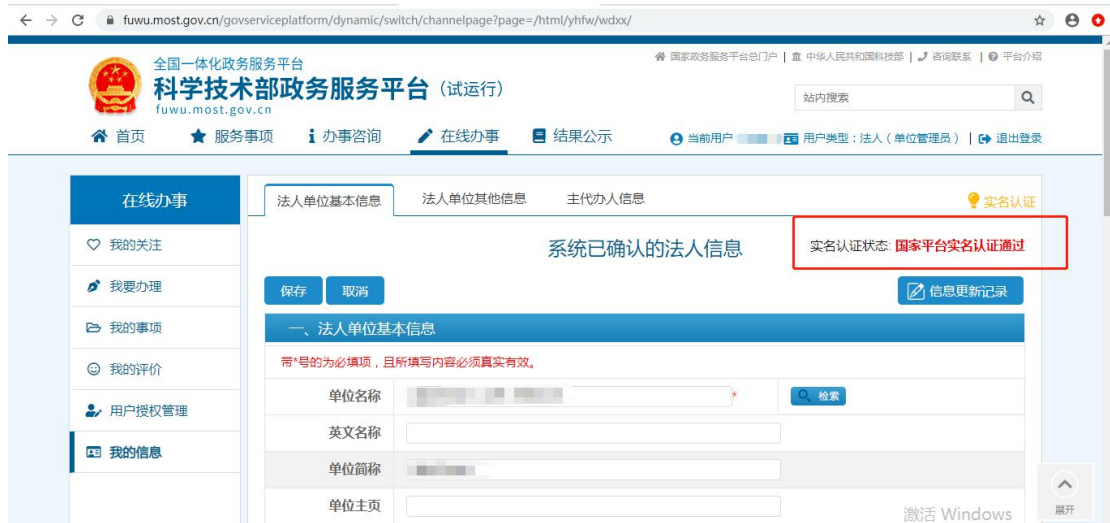 fuwu.most.gov.cn/govserviceplatform/dynamic/switch/channelpage?page=/html/yhfw/wdxx/
全国一体化政务服务平台
科学技术部政务服务平台（试运行）
fuwu.most.gov.cn
国家政务服务平台总门户 | 中华人民共和国科技部 | 咨询联系 | 平台介绍
站内搜索
首页 服务事项 办事咨询 在线办事 结果公示
当前用户 用户类型：法人（单位管理员） | 退出登录
在线办事
我的关注
我要办理
我的事项
我的评价
用户授权管理
我的信息
法人单位基本信息 法人单位其他信息 主代办人信息
实名认证
系统已确认的法人信息
实名认证状态: 国家平台实名认证通过
保存 取消
信息更新记录
一、法人单位基本信息
带*号的为必填项，且所填写内容必须真实有效。
单位名称 * 检索
英文名称
单位简称
单位主页
激活 Windows
展开